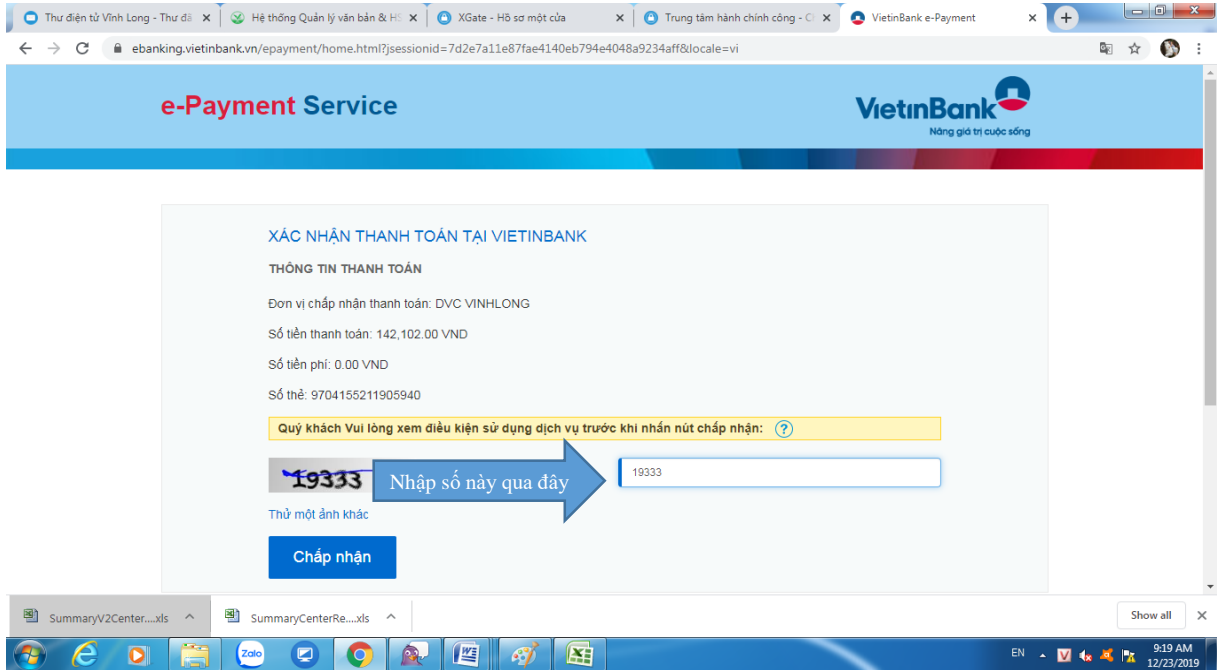 Thư điện tử Vĩnh Long - Thư đã
Hệ thống Quản lý văn bản & HS
XGate - Hồ sơ một cửa
Trung tâm hành chính công - C
VietinBank e-Payment
ebanking.vietinbank.vn/epayment/home.html?jsessionid=7d2e7a11e87fae4140eb794e4048a9234aff&locale=vi
e-Payment Service
VietinBank
Nâng giá trị cuộc sống
XÁC NHẬN THANH TOÁN TẠI VIETINBANK
THÔNG TIN THANH TOÁN
Đơn vị chấp nhận thanh toán: DVC VINHLONG
Số tiền thanh toán: 142,102.00 VND
Số tiền phí: 0.00 VND
Số thẻ: 9704155211905940
Quý khách Vui lòng xem điều kiện sử dụng dịch vụ trước khi nhấn nút chấp nhận: ?
19333
Nhập số này qua đây
19333
Thử một ảnh khác
Chấp nhận
SummaryV2Center....xls
SummaryCenterRe....xls
Show all
Zalo
EN
9:19 AM
12/23/2019